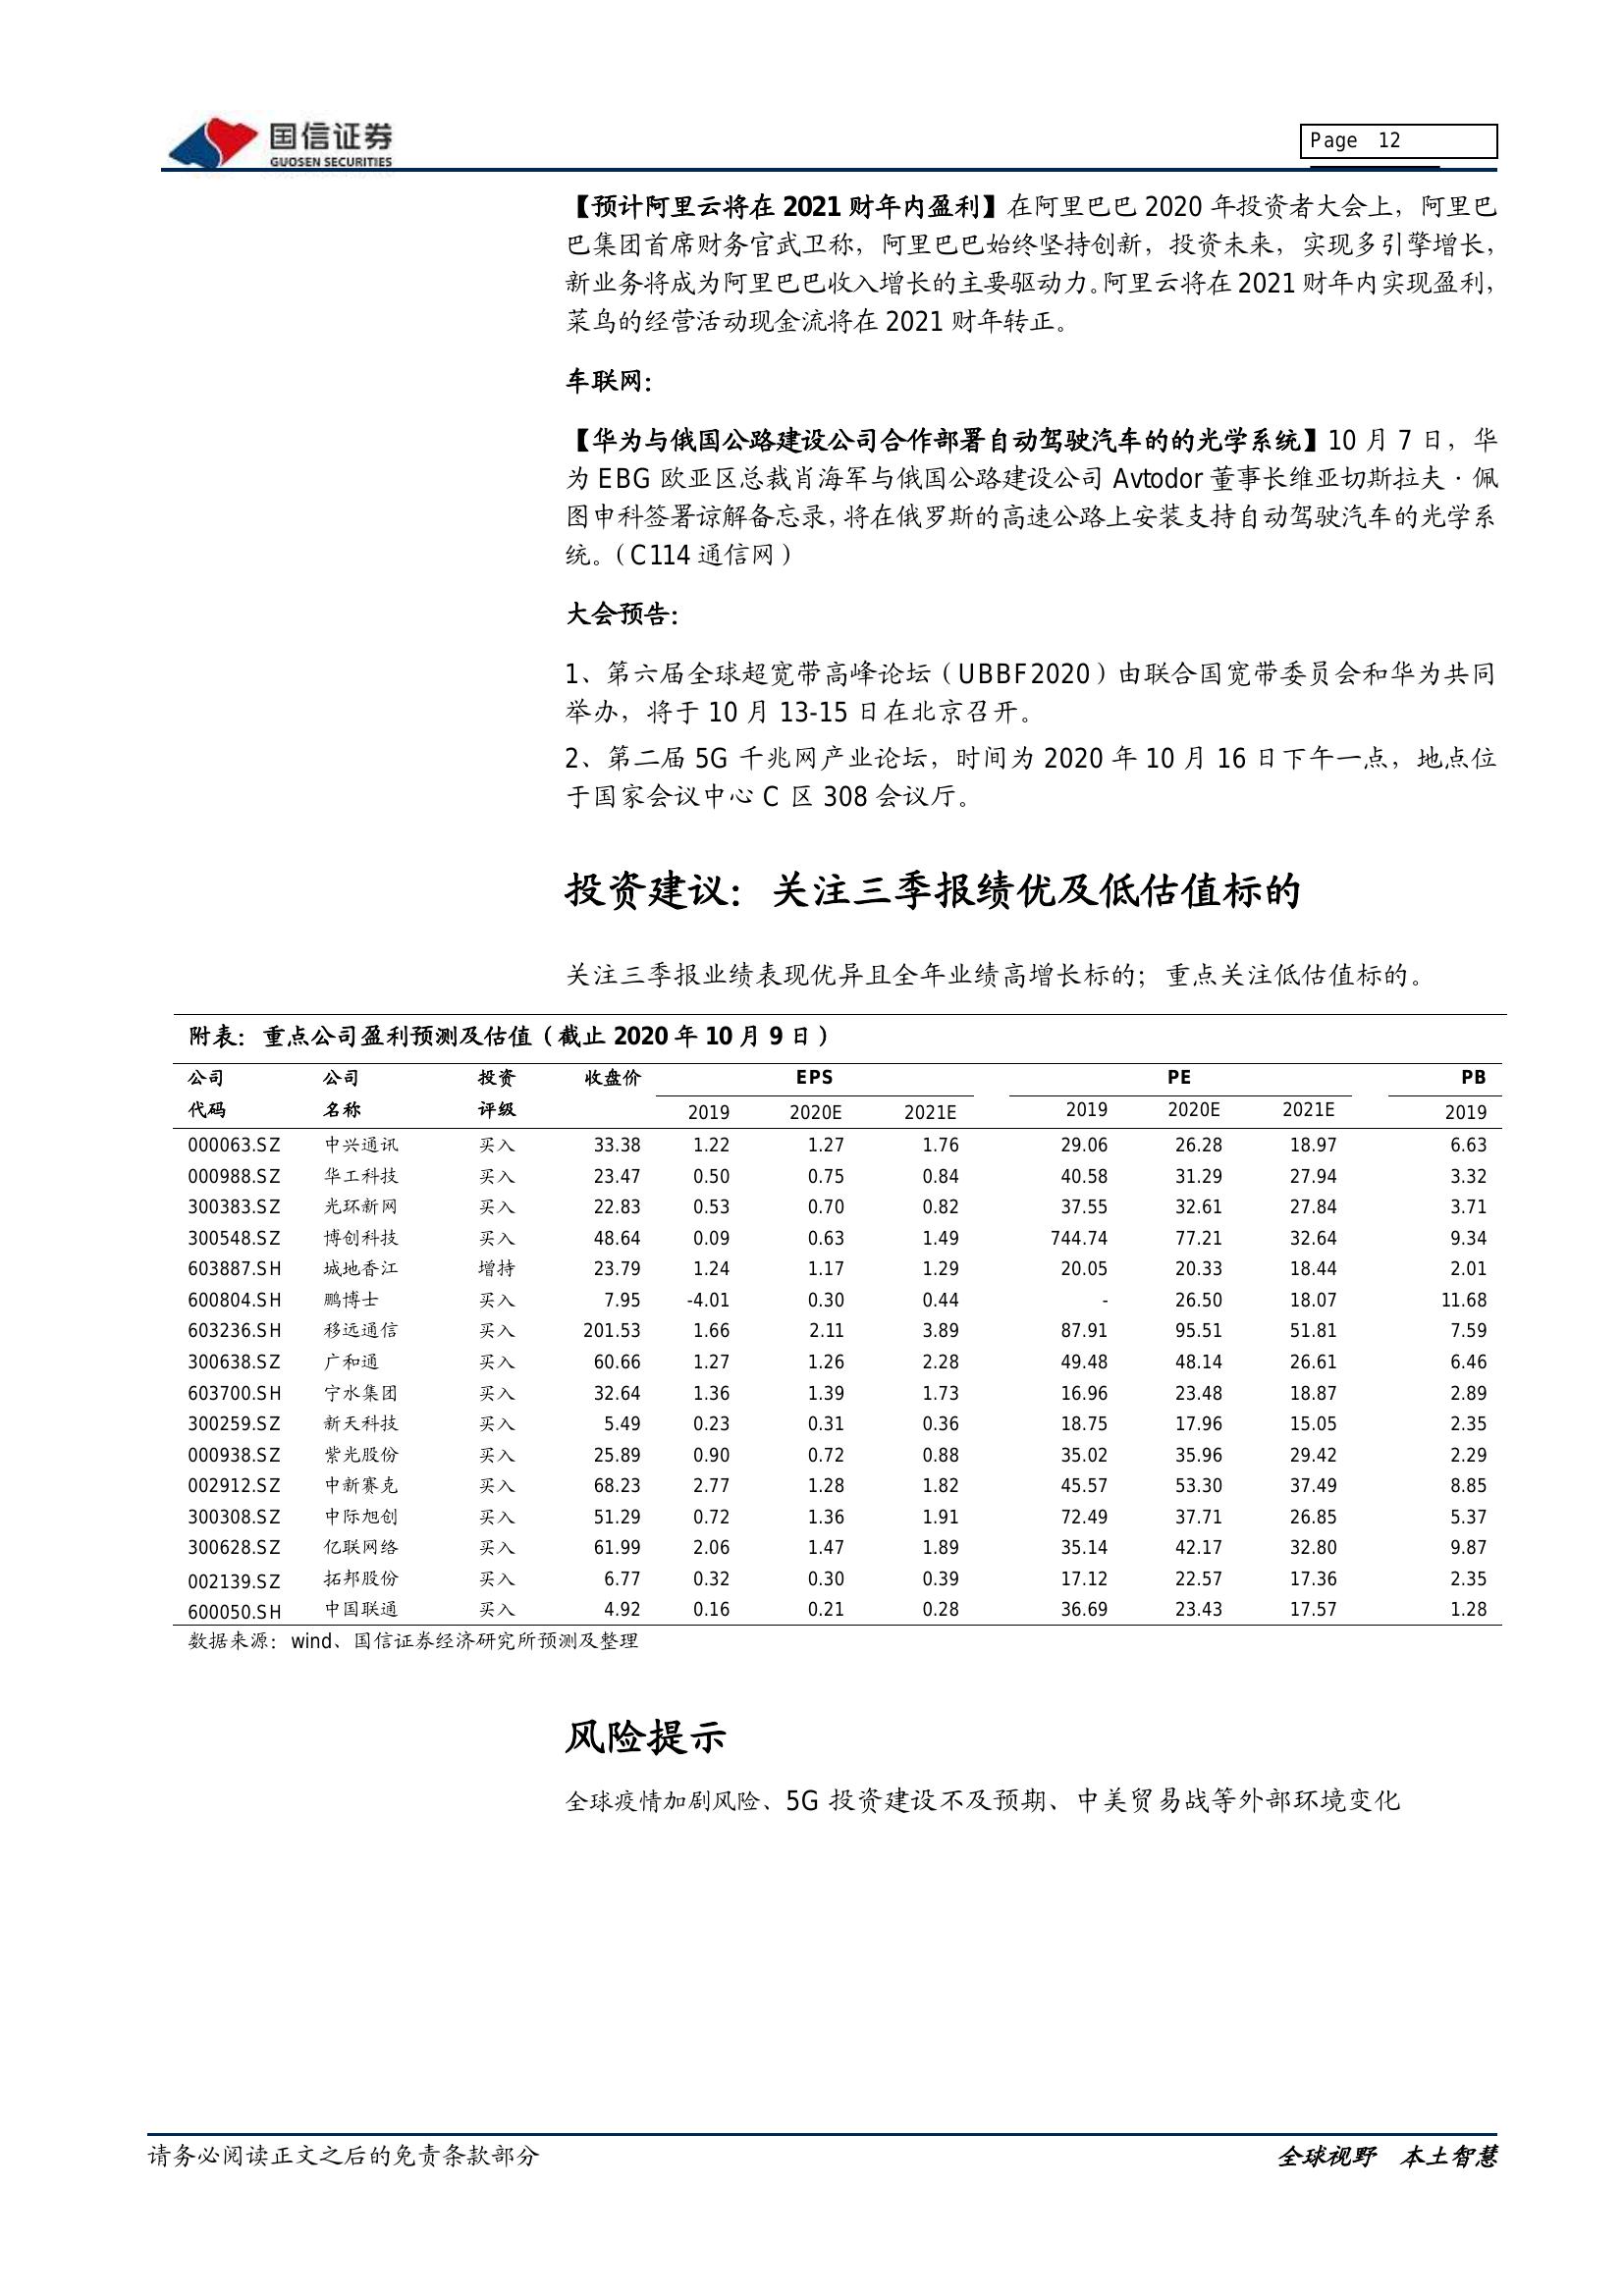 国信证券
GUOSEN SECURITIES
Page 12
【预计阿里云将在 2021 财年内盈利】在阿里巴巴 2020 年投资者大会上，阿里巴
巴集团首席财务官武卫称，阿里巴巴始终坚持创新，投资未来，实现多引擎增长，
新业务将成为阿里巴巴收入增长的主要驱动力。阿里云将在 2021 财年内实现盈利，
菜鸟的经营活动现金流将在 2021 财年转正。
车联网：
【华为与俄国公路建设公司合作部署自动驾驶汽车的的光学系统】10 月 7 日，华
为 EBG 欧亚区总裁肖海军与俄国公路建设公司 Avtodor 董事长维亚切斯拉夫·佩
图申科签署谅解备忘录，将在俄罗斯的高速公路上安装支持自动驾驶汽车的光学系
统。（C114 通信网）
大会预告：
1、第六届全球超宽带高峰论坛（UBBF2020）由联合国宽带委员会和华为共同
举办，将于 10 月 13-15 日在北京召开。
2、第二届 5G 千兆网产业论坛，时间为 2020 年 10 月 16 日下午一点，地点位
于国家会议中心 C 区 308 会议厅。
投资建议：关注三季报绩优及低估值标的
关注三季报业绩表现优异且全年业绩高增长标的；重点关注低估值标的。
附表：重点公司盈利预测及估值（截止 2020 年 10 月 9 日）
公司 公司 投资 收盘价 EPS PE PB
代码 名称 评级 2019 2020E 2021E 2019 2020E 2021E 2019
000063.SZ 中兴通讯 买入 33.38 1.22 1.27 1.76 29.06 26.28 18.97 6.63
000988.SZ 华工科技 买入 23.47 0.50 0.75 0.84 40.58 31.29 27.94 3.32
300383.SZ 光环新网 买入 22.83 0.53 0.70 0.82 37.55 32.61 27.84 3.71
300548.SZ 博创科技 买入 48.64 0.09 0.63 1.49 744.74 77.21 32.64 9.34
603887.SH 城地香江 增持 23.79 1.24 1.17 1.29 20.05 20.33 18.44 2.01
600804.SH 鹏博士 买入 7.95 -4.01 0.30 0.44 - 26.50 18.07 11.68
603236.SH 移远通信 买入 201.53 1.66 2.11 3.89 87.91 95.51 51.81 7.59
300638.SZ 广和通 买入 60.66 1.27 1.26 2.28 49.48 48.14 26.61 6.46
603700.SH 宁水集团 买入 32.64 1.36 1.39 1.73 16.96 23.48 18.87 2.89
300259.SZ 新天科技 买入 5.49 0.23 0.31 0.36 18.75 17.96 15.05 2.35
000938.SZ 紫光股份 买入 25.89 0.90 0.72 0.88 35.02 35.96 29.42 2.29
002912.SZ 中新赛克 买入 68.23 2.77 1.28 1.82 45.57 53.30 37.49 8.85
300308.SZ 中际旭创 买入 51.29 0.72 1.36 1.91 72.49 37.71 26.85 5.37
300628.SZ 亿联网络 买入 61.99 2.06 1.47 1.89 35.14 42.17 32.80 9.87
002139.SZ 拓邦股份 买入 6.77 0.32 0.30 0.39 17.12 22.57 17.36 2.35
600050.SH 中国联通 买入 4.92 0.16 0.21 0.28 36.69 23.43 17.57 1.28
数据来源：wind、国信证券经济研究所预测及整理
风险提示
全球疫情加剧风险、5G 投资建设不及预期、中美贸易战等外部环境变化
请务必阅读正文之后的免责条款部分
全球视野 本土智慧